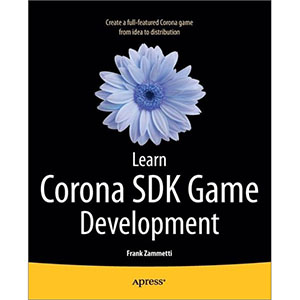 Create a full-featured Corona game
from idea to distribution
Learn
Corona SDK Game
Development
Frank Zammetti
Apress®